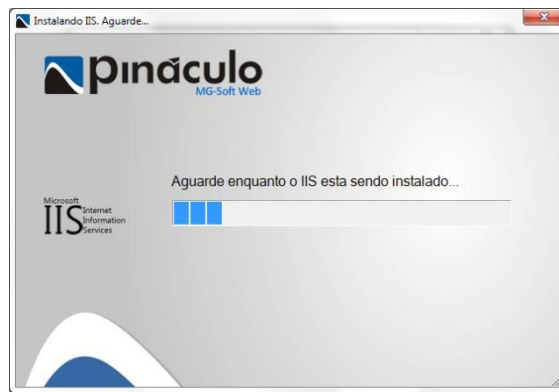 Instalando IIS. Aguarde...
pináculo
MG-Soft Web
Aguarde enquanto o IIS esta sendo instalado...
Microsoft
IIS
Internet
Information
Services